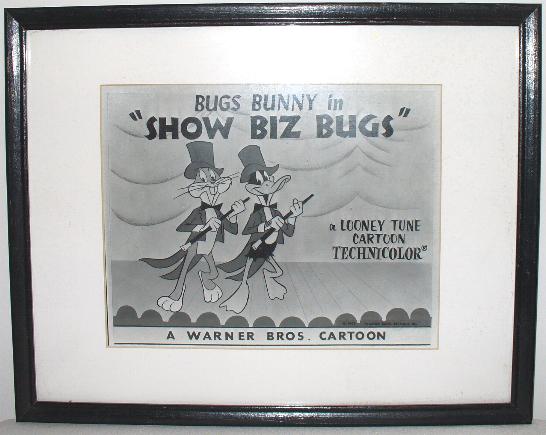 BUGS BUNNY in
"SHOW BIZ BUGS"
a LOONEY TUNE
CARTOON
TECHNICOLOR®
A WARNER BROS. CARTOON